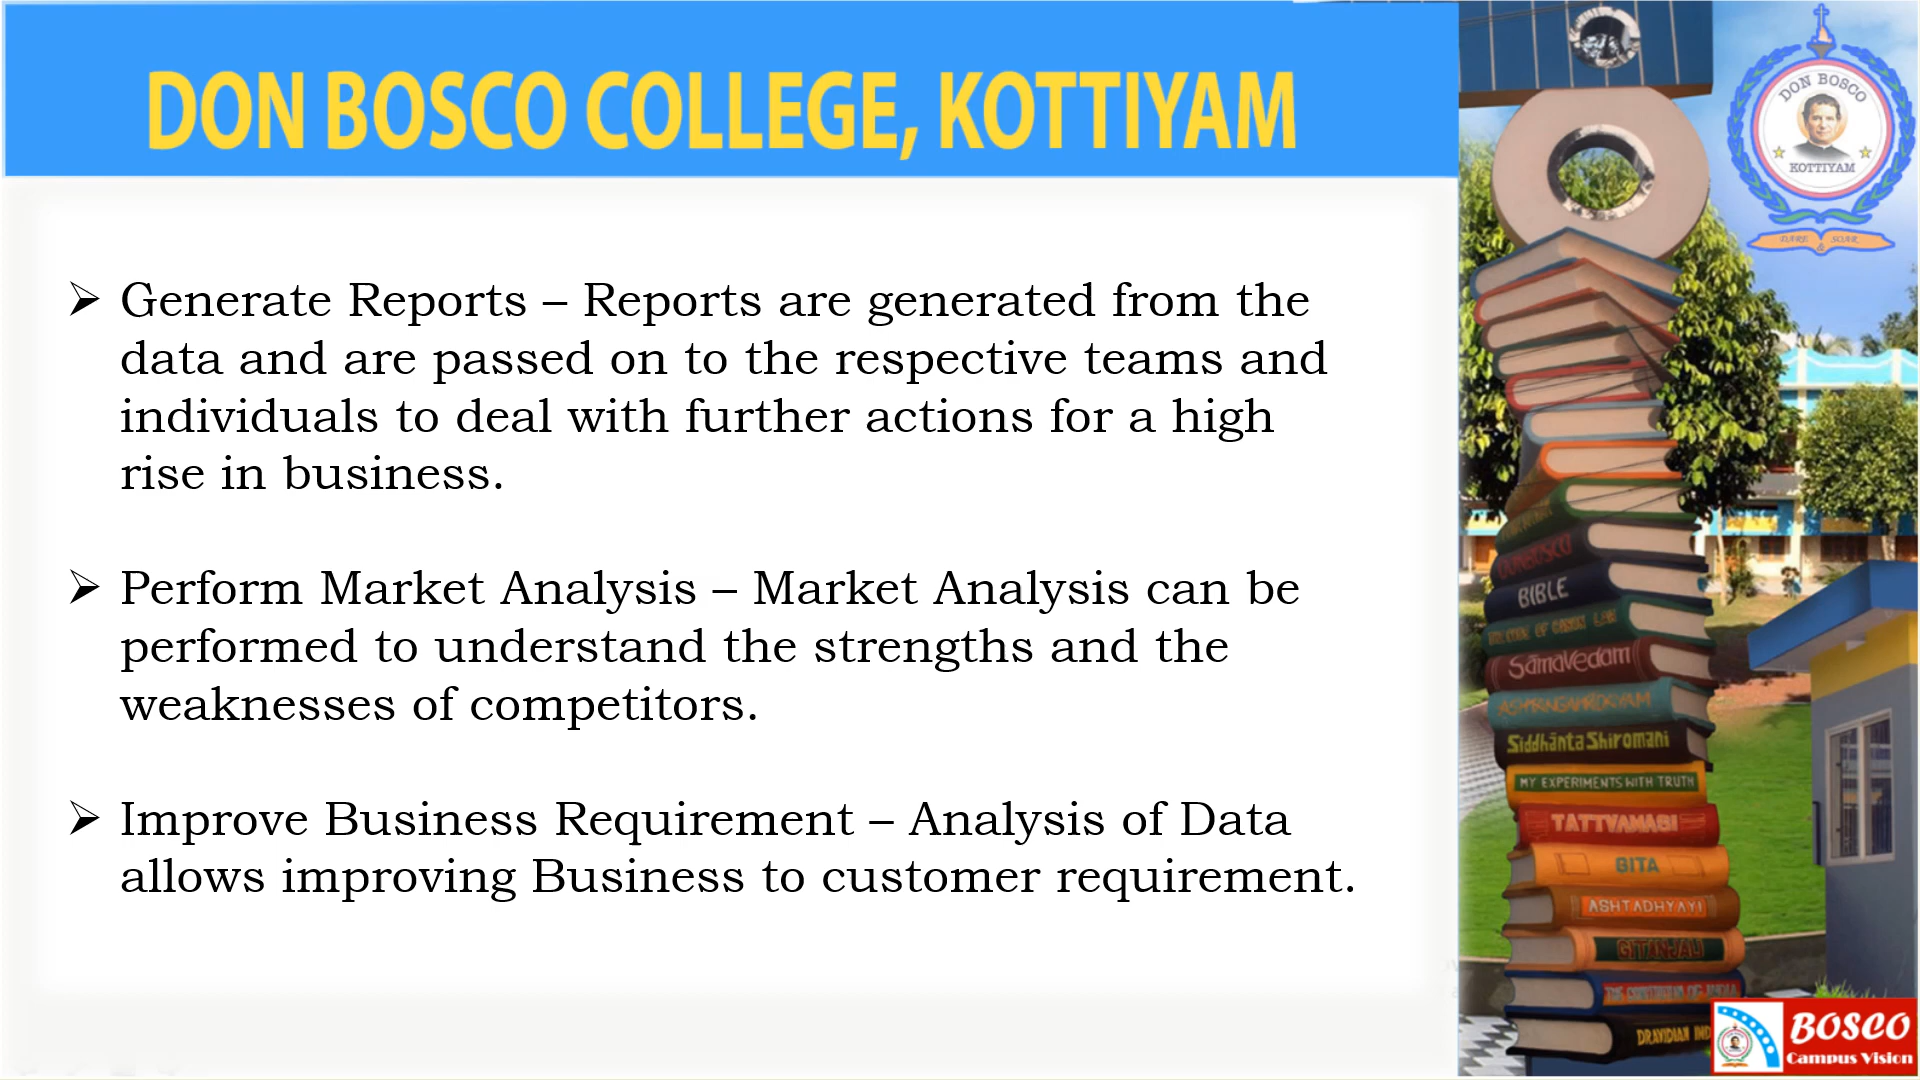 DON BOSCO COLLEGE, KOTTIYAM
➢ Generate Reports – Reports are generated from the
data and are passed on to the respective teams and
individuals to deal with further actions for a high
rise in business.
➢ Perform Market Analysis – Market Analysis can be
performed to understand the strengths and the
weaknesses of competitors.
➢ Improve Business Requirement – Analysis of Data
allows improving Business to customer requirement.
DON BOSCO
KOTTIYAM
DARE & SOAR
BIBLE
SāmaVedam
Siddhānta Shiromani
MY EXPERIMENTS WITH TRUTH
TATTVAMASI
GITA
ASHTADHYAYI
GITANJALI
DRAVIDIAN
BOSCO
Campus Vision